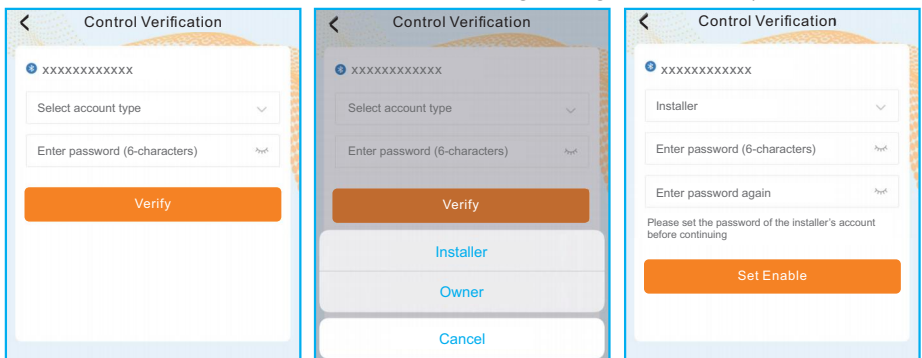 Control Verification
xxxxxxxxxxxx
Select account type
Enter password (6-characters)
Verify
Control Verification
xxxxxxxxxxxx
Select account type
Enter password (6-characters)
Verify
Installer
Owner
Cancel
Control Verification
xxxxxxxxxxxx
Installer
Enter password (6-characters)
Enter password again
Please set the password of the installer's account
before continuing
Set Enable